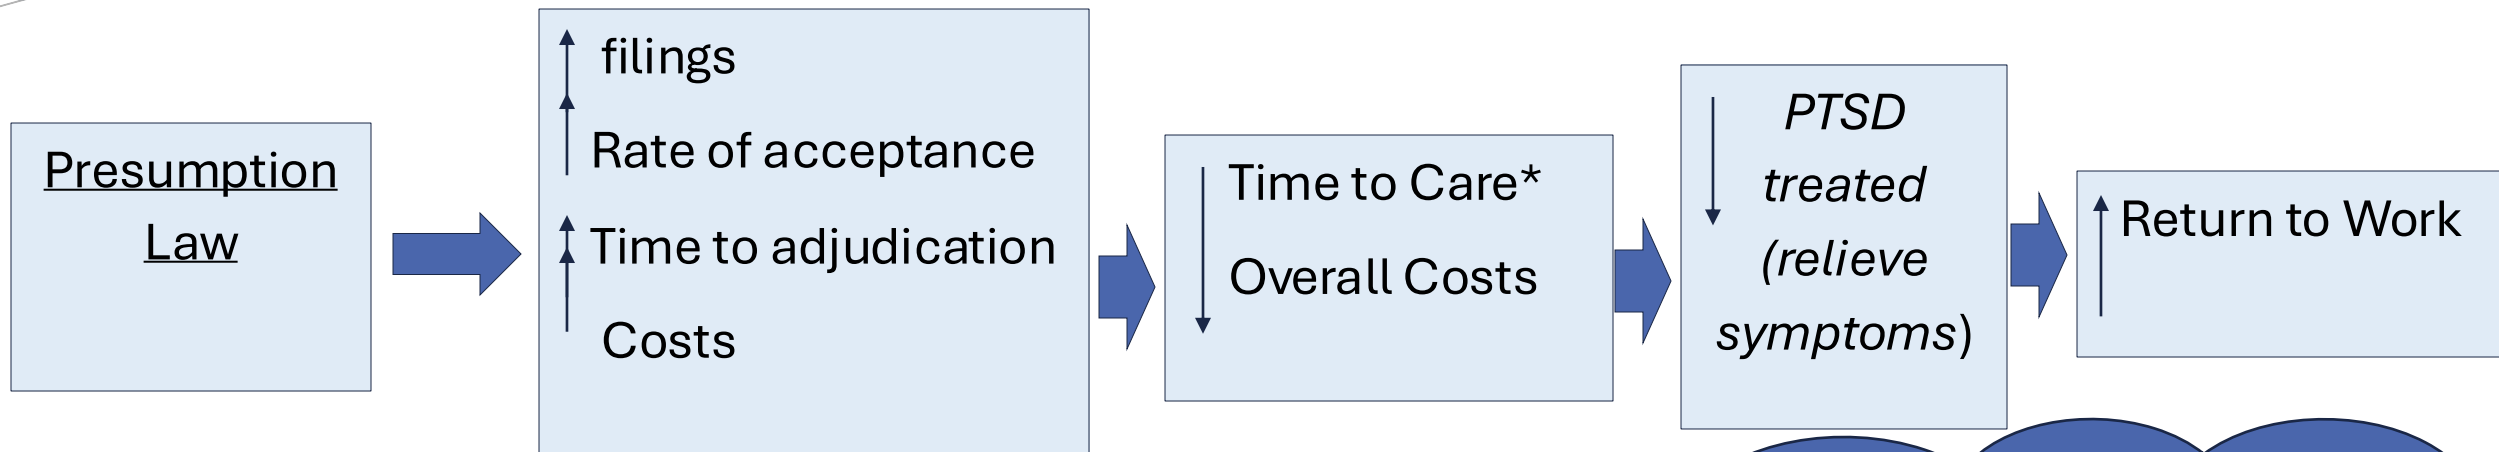 Presumption
Law
filings
Rate of acceptance
Time to adjudication
Costs
Time to Care*
Overall Costs
PTSD
treated
(relieve
symptoms)
Return to Work